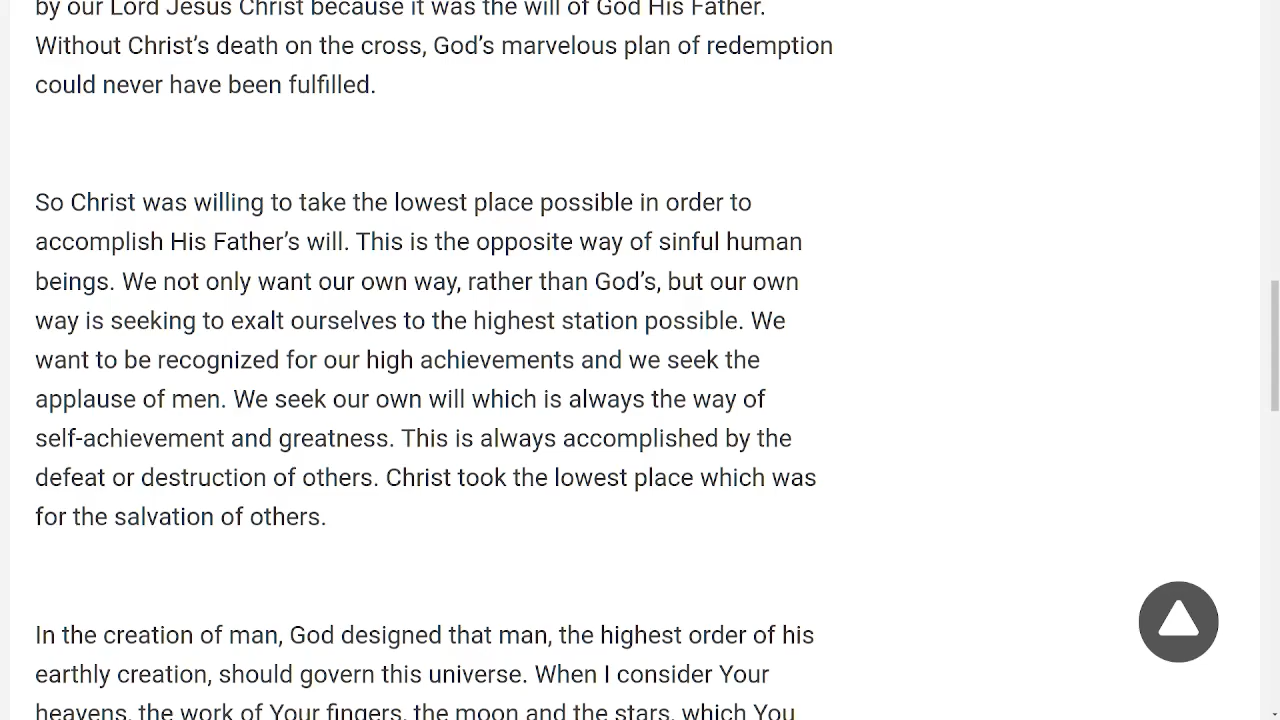 by our Lord Jesus Christ because it was the will of God His Father.
Without Christ’s death on the cross, God’s marvelous plan of redemption
could never have been fulfilled.
So Christ was willing to take the lowest place possible in order to
accomplish His Father’s will. This is the opposite way of sinful human
beings. We not only want our own way, rather than God’s, but our own
way is seeking to exalt ourselves to the highest station possible. We
want to be recognized for our high achievements and we seek the
applause of men. We seek our own will which is always the way of
self-achievement and greatness. This is always accomplished by the
defeat or destruction of others. Christ took the lowest place which was
for the salvation of others.
In the creation of man, God designed that man, the highest order of his
earthly creation, should govern this universe. When I consider Your
heavens, the work of Your fingers, the moon and the stars, which You